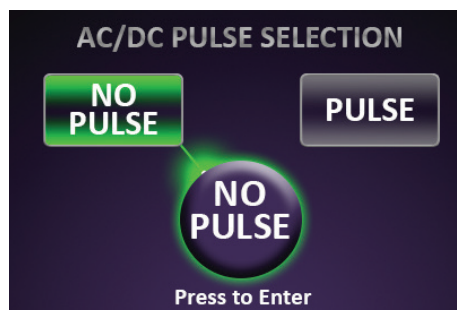 AC/DC PULSE SELECTION
NO
PULSE
PULSE
NO
PULSE
Press to Enter